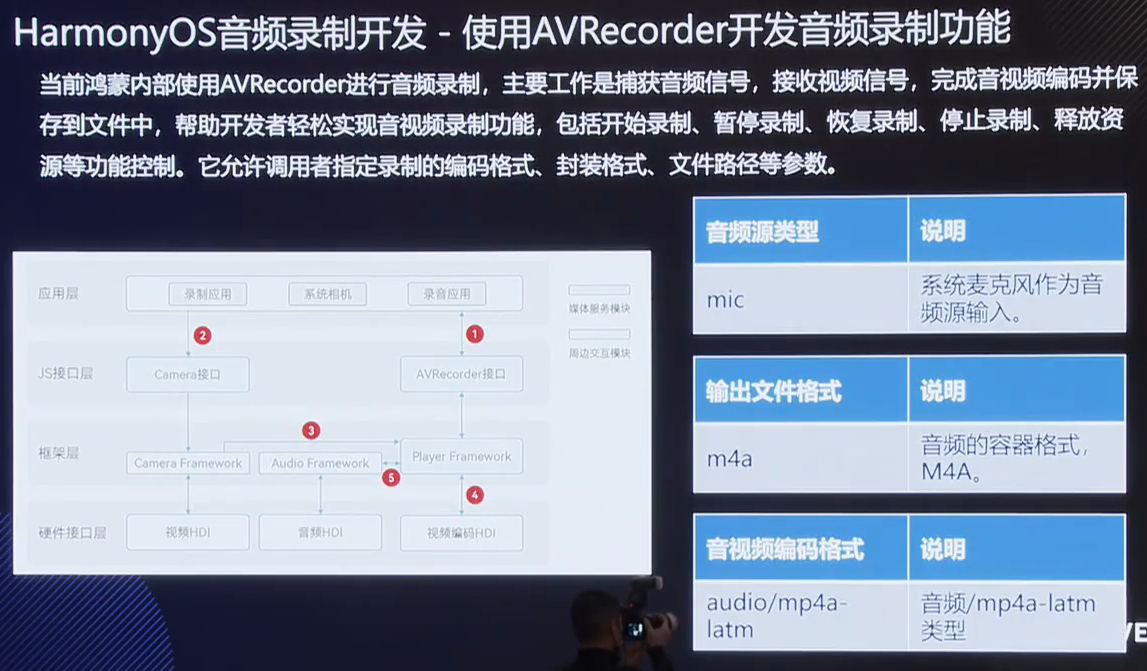 HarmonyOS音频录制开发 - 使用AVRecorder开发音频录制功能
当前鸿蒙内部使用AVRecorder进行音频录制，主要工作是捕获音频信号，接收视频信号，完成音视频编码并保
存到文件中，帮助开发者轻松实现音视频录制功能，包括开始录制、暂停录制、恢复录制、停止录制、释放资
源等功能控制。它允许调用者指定录制的编码格式、封装格式、文件路径等参数。
应用层
录制应用
系统相机
录音应用
媒体服务模块
2
1
周边交互模块
JS接口层
Camera接口
AVRecorder接口
3
框架层
Camera Framework
Audio Framework
Player Framework
5
4
硬件接口层
视频HDI
音频HDI
视频编码HDI
音频源类型
说明
mic
系统麦克风作为音
频源输入。
输出文件格式
说明
m4a
音频的容器格式，
M4A。
音视频编码格式
说明
audio/mp4a-
latm
音频/mp4a-latm
类型